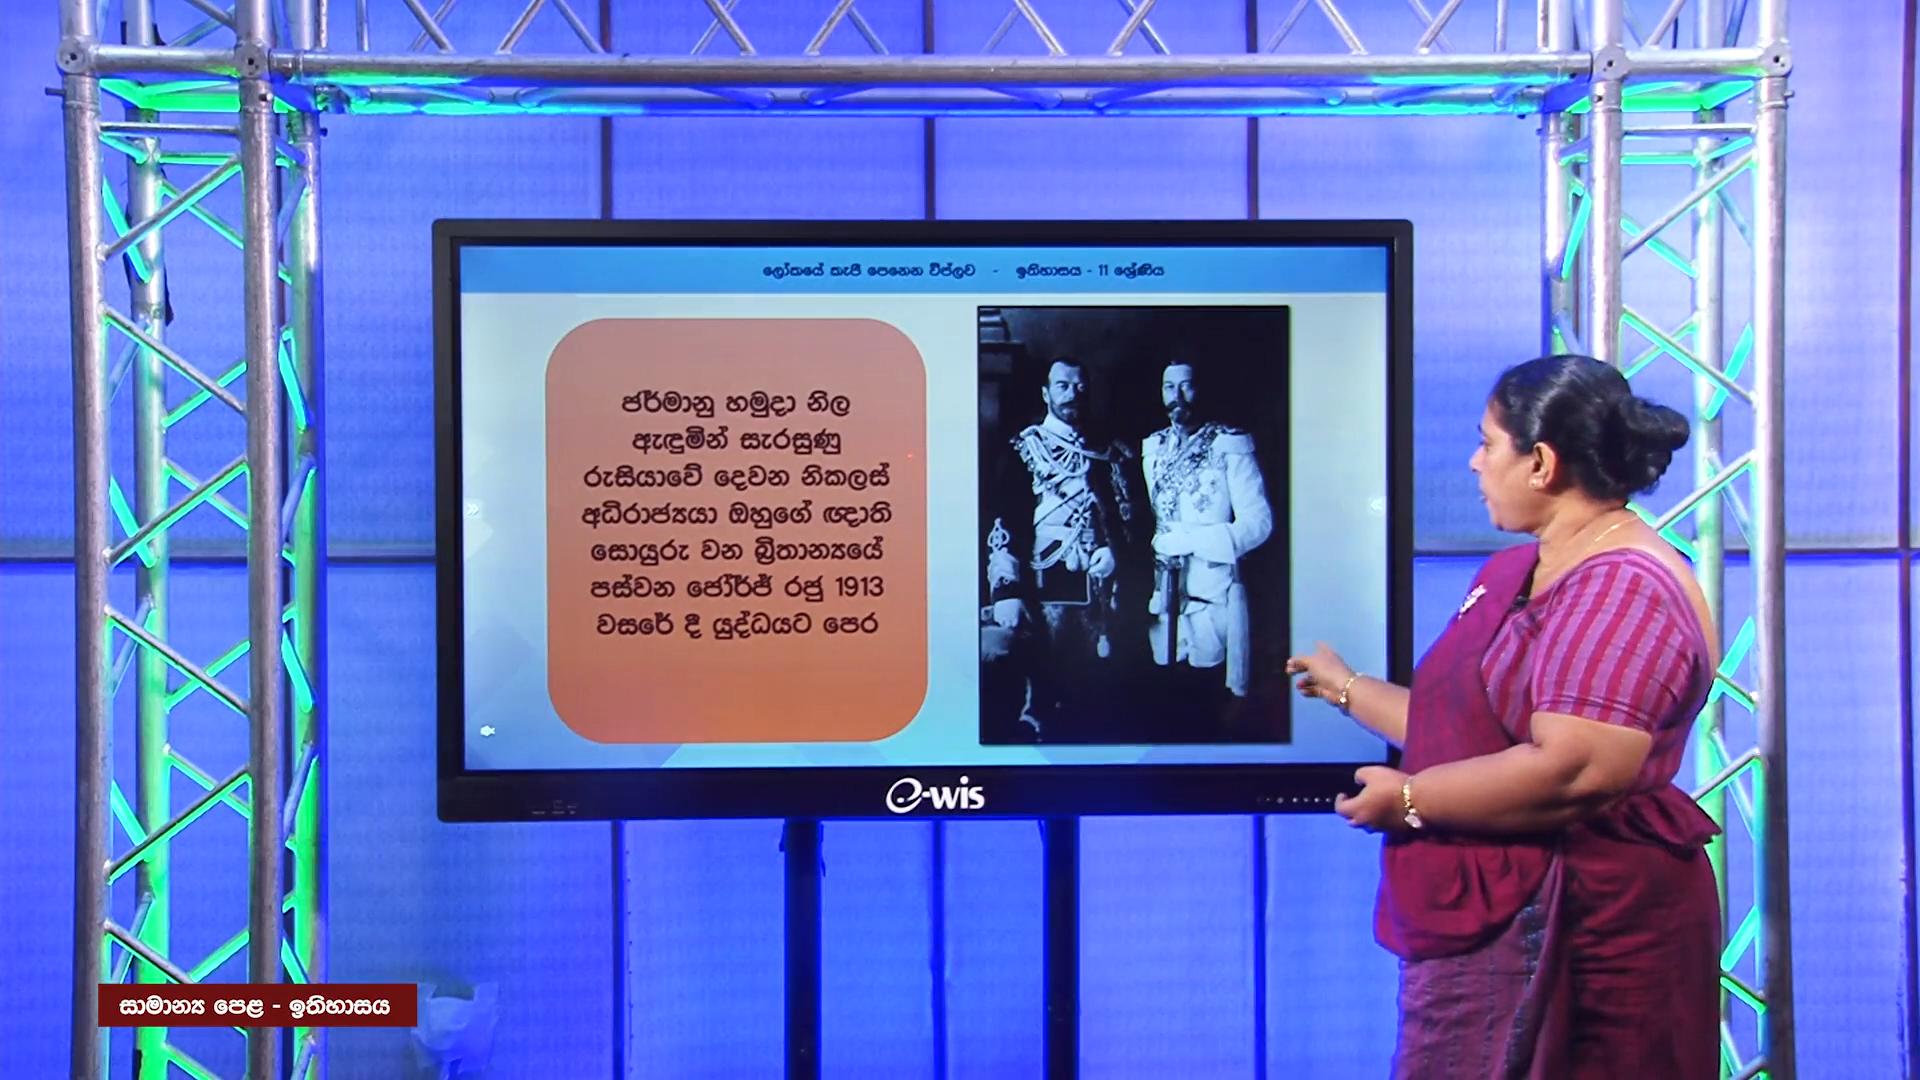 ලෝකයේ කැපී පෙනෙන විප්ලව - ඉතිහාසය - 11 ශ්‍රේණිය
ජර්මානු හමුදා නිල
ඇඳුමින් සැරසුණු
රුසියාවේ දෙවන නිකලස්
අධිරාජ්‍යයා ඔහුගේ ඥාති
සොයුරු වන බ්‍රිතාන්‍යයේ
පස්වන ජෝර්ජ් රජු 1913
වසරේ දී යුද්ධයට පෙර
e-wis
සාමාන්‍ය පෙළ - ඉතිහාසය